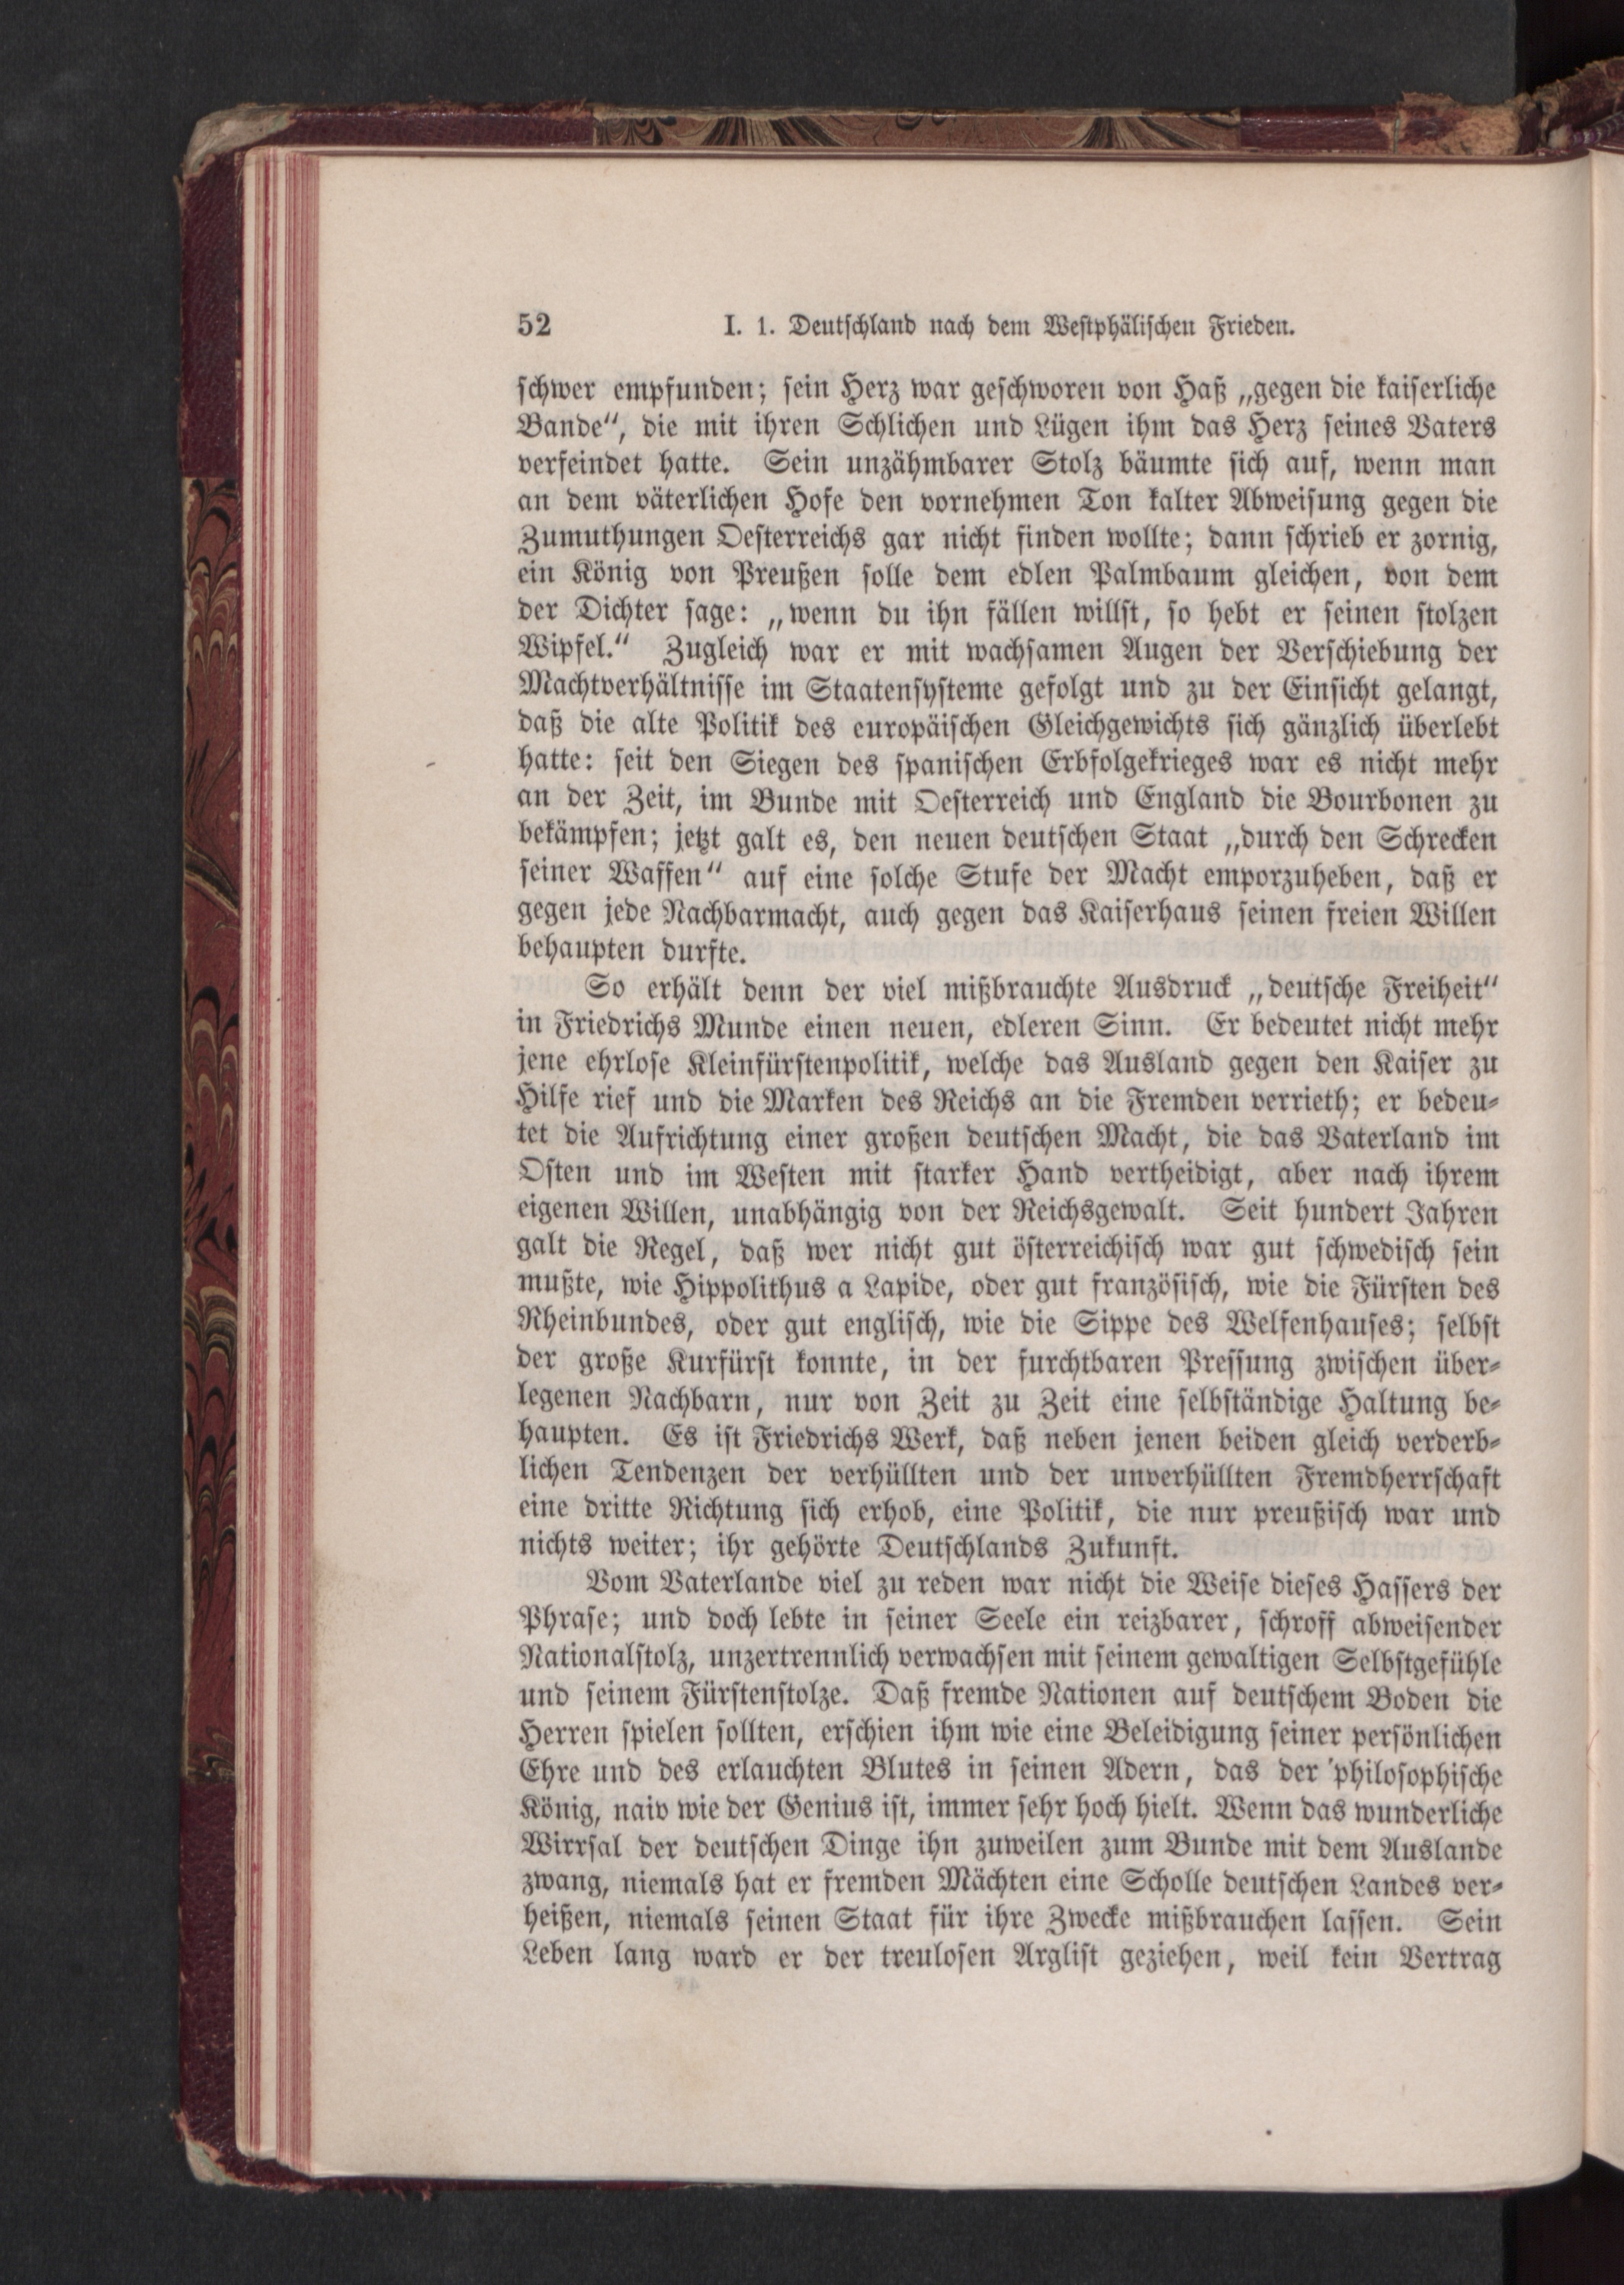 52 I. 1. Deutschland nach dem Westphälischen Frieden.
schwer empfunden; sein Herz war geschworen von Haß „gegen die kaiserliche
Bande“, die mit ihren Schlichen und Lügen ihm das Herz seines Vaters
verfeindet hatte. Sein unzähmbarer Stolz bäumte sich auf, wenn man
an dem väterlichen Hofe den vornehmen Ton kalter Abweisung gegen die
Zumuthungen Oesterreichs gar nicht finden wollte; dann schrieb er zornig,
ein König von Preußen solle dem edlen Palmbaum gleichen, von dem
der Dichter sage: „wenn du ihn fällen willst, so hebt er seinen stolzen
Wipfel.“ Zugleich war er mit wachsamen Augen der Verschiebung der
Machtverhältnisse im Staatensysteme gefolgt und zu der Einsicht gelangt,
daß die alte Politik des europäischen Gleichgewichts sich gänzlich überlebt
hatte: seit den Siegen des spanischen Erbfolgekrieges war es nicht mehr
an der Zeit, im Bunde mit Oesterreich und England die Bourbonen zu
bekämpfen; jetzt galt es, den neuen deutschen Staat „durch den Schrecken
seiner Waffen“ auf eine solche Stufe der Macht emporzuheben, daß er
gegen jede Nachbarmacht, auch gegen das Kaiserhaus seinen freien Willen
behaupten durfte.
So erhält denn der viel mißbrauchte Ausdruck „deutsche Freiheit“
in Friedrichs Munde einen neuen, edleren Sinn. Er bedeutet nicht mehr
jene ehrlose Kleinfürstenpolitik, welche das Ausland gegen den Kaiser zu
Hilfe rief und die Marken des Reichs an die Fremden verrieth; er bedeu-
tet die Aufrichtung einer großen deutschen Macht, die das Vaterland im
Osten und im Westen mit starker Hand vertheidigt, aber nach ihrem
eigenen Willen, unabhängig von der Reichsgewalt. Seit hundert Jahren
galt die Regel, daß wer nicht gut österreichisch war gut schwedisch sein
mußte, wie Hippolithus a Lapide, oder gut französisch, wie die Fürsten des
Rheinbundes, oder gut englisch, wie die Sippe des Welfenhauses; selbst
der große Kurfürst konnte, in der furchtbaren Pressung zwischen über-
legenen Nachbarn, nur von Zeit zu Zeit eine selbständige Haltung be-
haupten. Es ist Friedrichs Werk, daß neben jenen beiden gleich verderb-
lichen Tendenzen der verhüllten und der unverhüllten Fremdherrschaft
eine dritte Richtung sich erhob, eine Politik, die nur preußisch war und
nichts weiter; ihr gehörte Deutschlands Zukunft.
Vom Vaterlande viel zu reden war nicht die Weise dieses Hassers der
Phrase; und doch lebte in seiner Seele ein reizbarer, schroff abweisender
Nationalstolz, unzertrennlich verwachsen mit seinem gewaltigen Selbstgefühle
und seinem Fürstenstolze. Daß fremde Nationen auf deutschem Boden die
Herren spielen sollten, erschien ihm wie eine Beleidigung seiner persönlichen
Ehre und des erlauchten Blutes in seinen Adern, das der philosophische
König, naiv wie der Genius ist, immer sehr hoch hielt. Wenn das wunderliche
Wirrsal der deutschen Dinge ihn zuweilen zum Bunde mit dem Auslande
zwang, niemals hat er fremden Mächten eine Scholle deutschen Landes ver-
heißen, niemals seinen Staat für ihre Zwecke mißbrauchen lassen. Sein
Leben lang ward er der treulosen Arglist geziehen, weil kein Vertrag